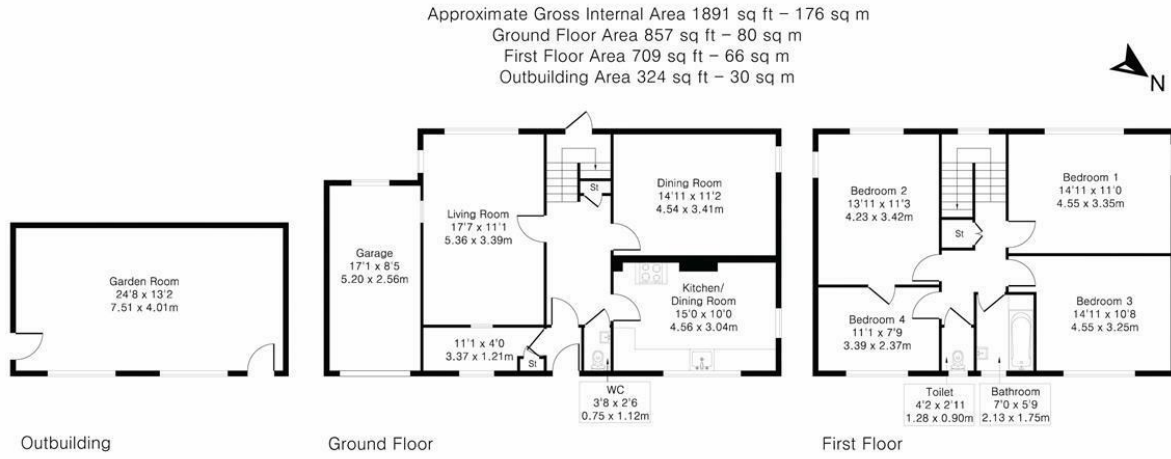 Approximate Gross Internal Area 1891 sq ft - 176 sq m
Ground Floor Area 857 sq ft - 80 sq m
First Floor Area 709 sq ft - 66 sq m
Outbuilding Area 324 sq ft - 30 sq m
N
Garden Room
24'8 x 13'2
7.51 x 4.01m
Outbuilding
Garage
17'1 x 8'5
5.20 x 2.56m
Living Room
17'7 x 11'1
5.36 x 3.39m
St
Dining Room
14'11 x 11'2
4.54 x 3.41m
Kitchen/
Dining Room
15'0 x 10'0
4.56 x 3.04m
11'1 x 4'0
3.37 x 1.21m
St
WC
3'8 x 2'6
0.75 x 1.12m
Ground Floor
Bedroom 2
13'11 x 11'3
4.23 x 3.42m
St
Bedroom 1
14'11 x 11'0
4.55 x 3.35m
Bedroom 4
11'1 x 7'9
3.39 x 2.37m
Bedroom 3
14'11 x 10'8
4.55 x 3.25m
Toilet
4'2 x 2'11
1.28 x 0.90m
Bathroom
7'0 x 5'9
2.13 x 1.75m
First Floor